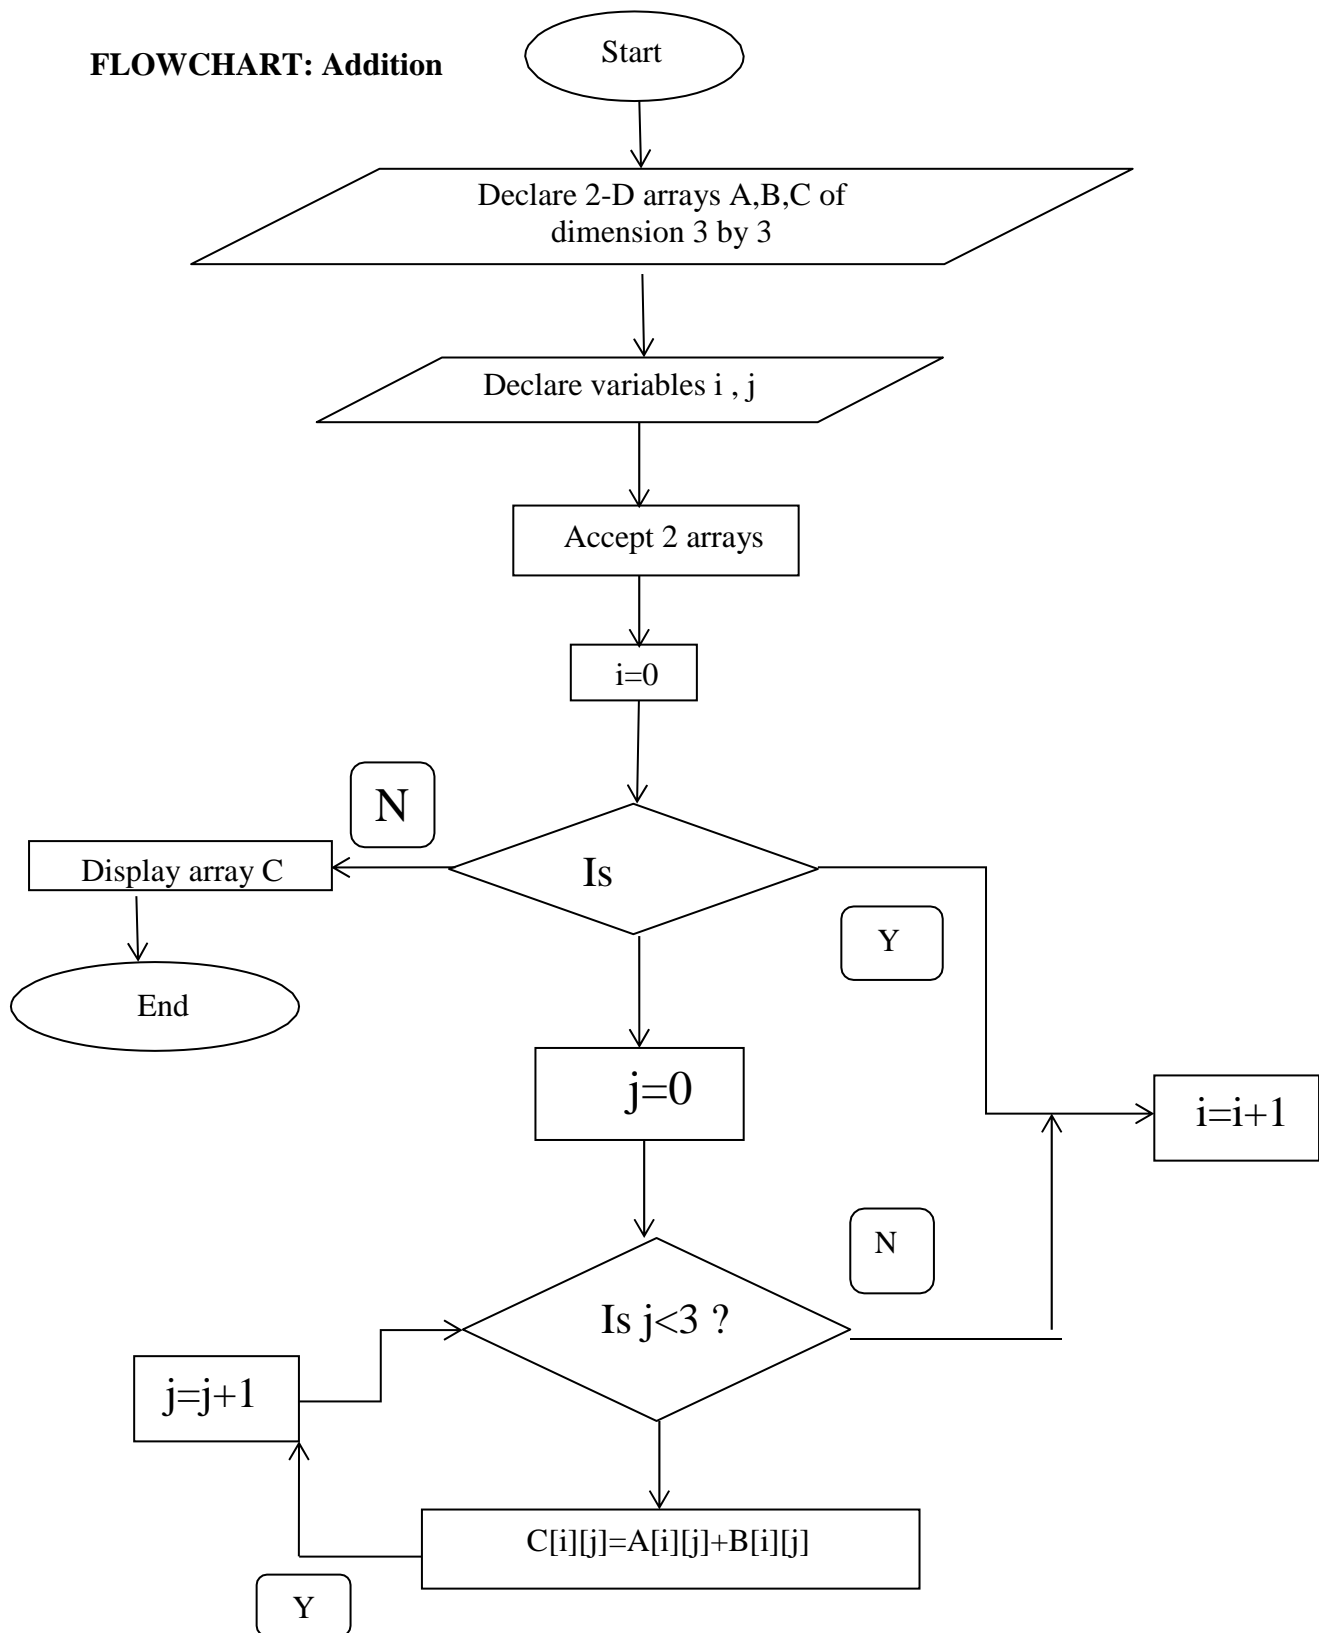 FLOWCHART: Addition
Start
Declare 2-D arrays A,B,C of
dimension 3 by 3
Declare variables i , j
Accept 2 arrays
i=0
N
Display array C
Is
Y
End
j=0
i=i+1
N
Is j<3 ?
j=j+1
C[i][j]=A[i][j]+B[i][j]
Y